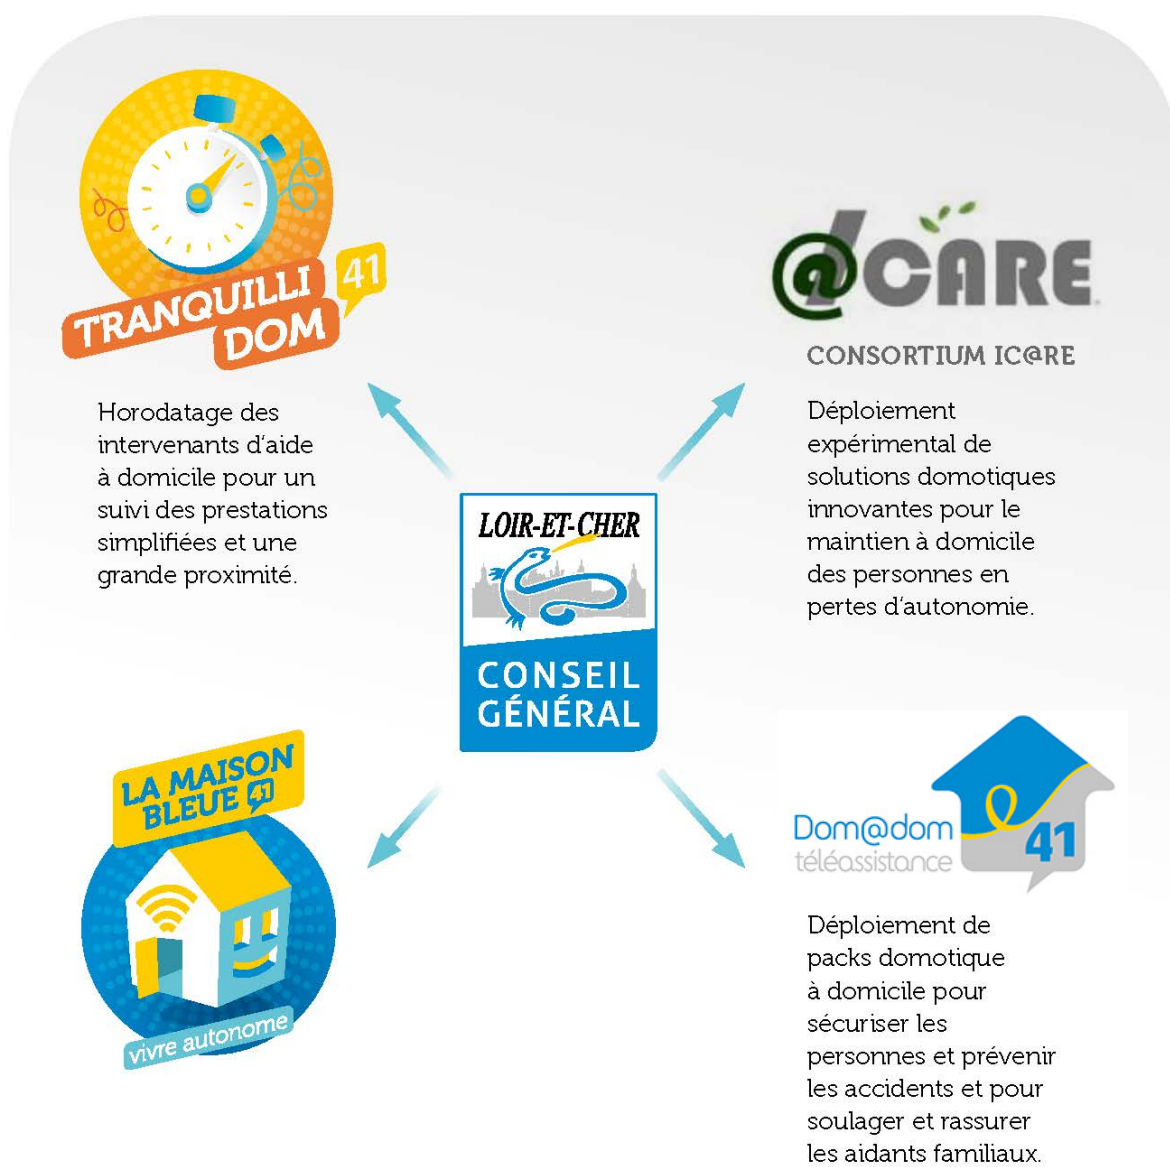 TRANQUILLI
DOM
41
Horodatage des
intervenants d'aide
à domicile pour un
suivi des prestations
simplifiées et une
grande proximité.
@CARE
CONSORTIUM IC@RE
Déploiement
expérimental de
solutions domotiques
innovantes pour le
maintien à domicile
des personnes en
pertes d'autonomie.
LOIR-ET-CHER
CONSEIL
GÉNÉRAL
LA MAISON
BLEUE 41
vivre autonome
Dom@dom
téléassistance
41
Déploiement de
packs domotique
à domicile pour
sécuriser les
personnes et prévenir
les accidents et pour
soulager et rassurer
les aidants familiaux.